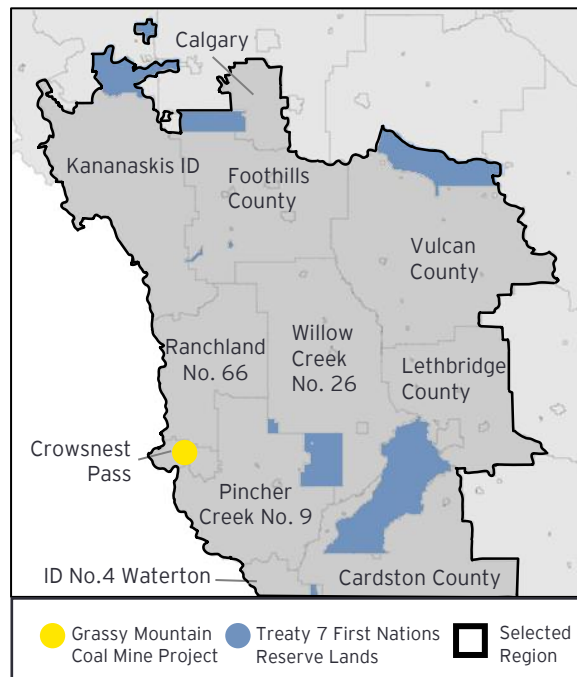 Calgary
Kananaskis ID
Foothills
County
Vulcan
County
Willow
Creek
No. 26
Ranchland
No. 66
Lethbridge
County
Crowsnest
Pass
Pincher
Creek No. 9
ID No.4 Waterton
Cardston County
Grassy Mountain
Coal Mine Project
Treaty 7 First Nations
Reserve Lands
Selected
Region